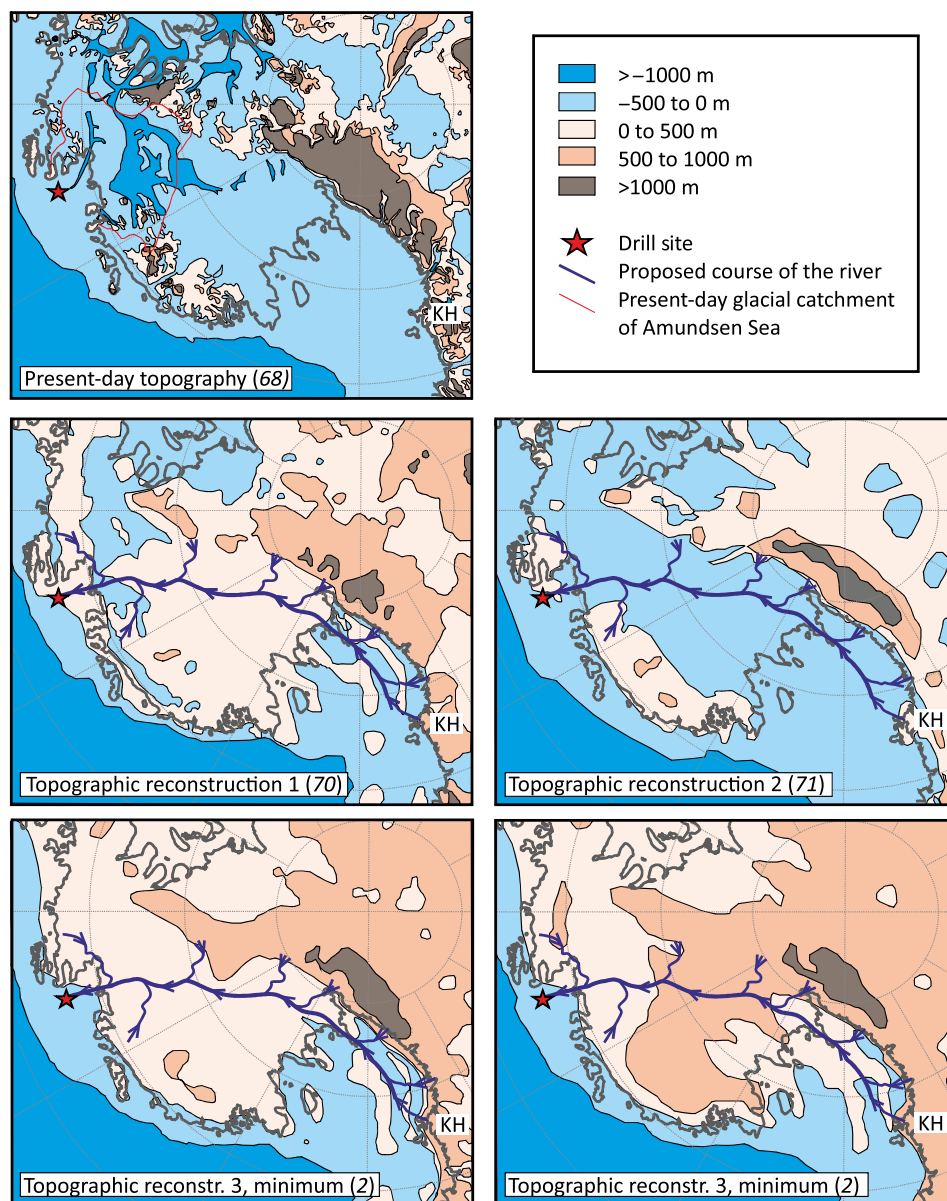 KH
Present-day topography (68)
>−1000 m
−500 to 0 m
0 to 500 m
500 to 1000 m
>1000 m
Drill site
Proposed course of the river
Present-day glacial catchment
of Amundsen Sea
KH
Topographic reconstruction 1 (70)
KH
Topographic reconstruction 2 (71)
KH
Topographic reconstr. 3, minimum (2)
KH
Topographic reconstr. 3, minimum (2)